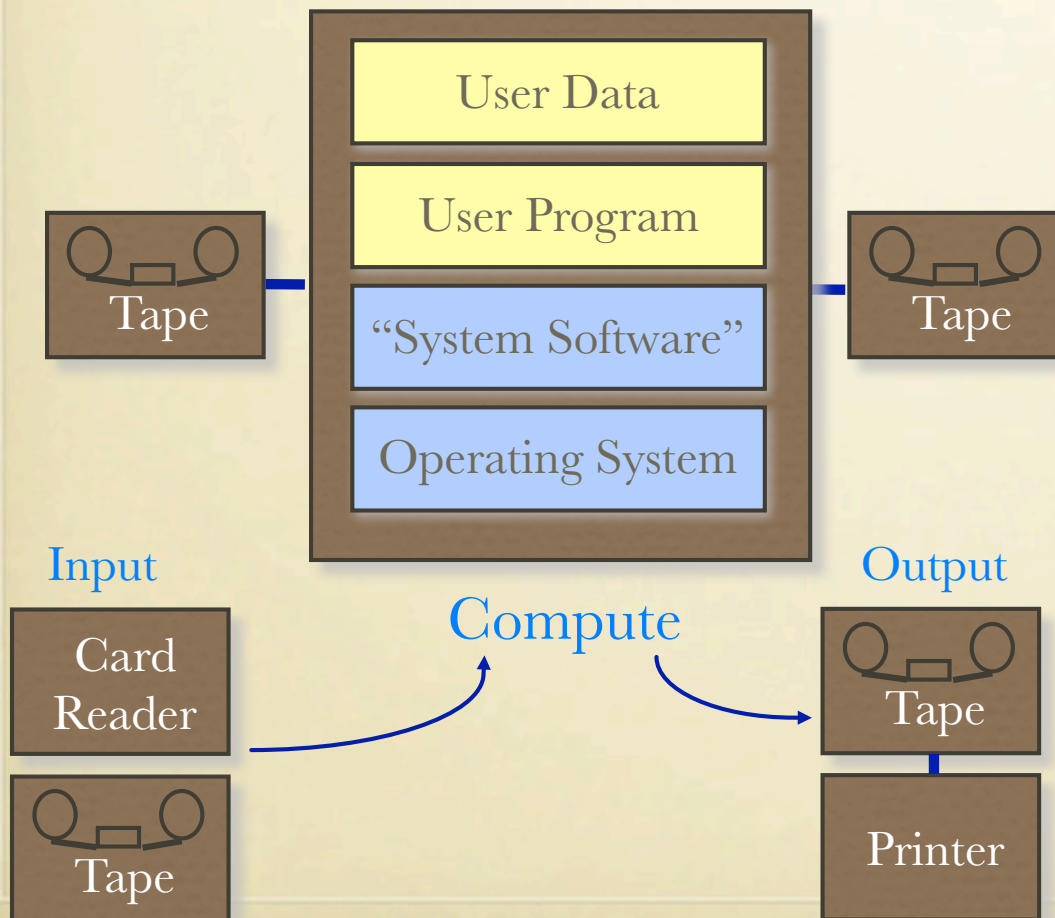 User Data
User Program
Tape
Tape
“System Software”
Operating System
Input
Output
Compute
Card
Reader
Tape
Tape
Printer